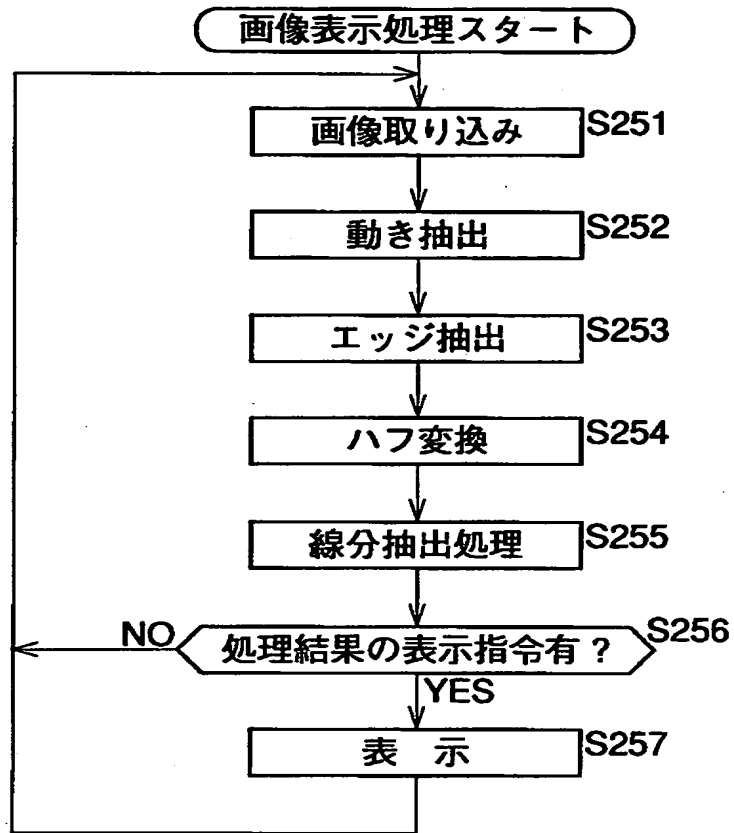 画像表示処理スタート
画像取り込み S251
動き抽出 S252
エッジ抽出 S253
ハフ変換 S254
線分抽出処理 S255
NO 処理結果の表示指令有? S256
YES
表 示 S257